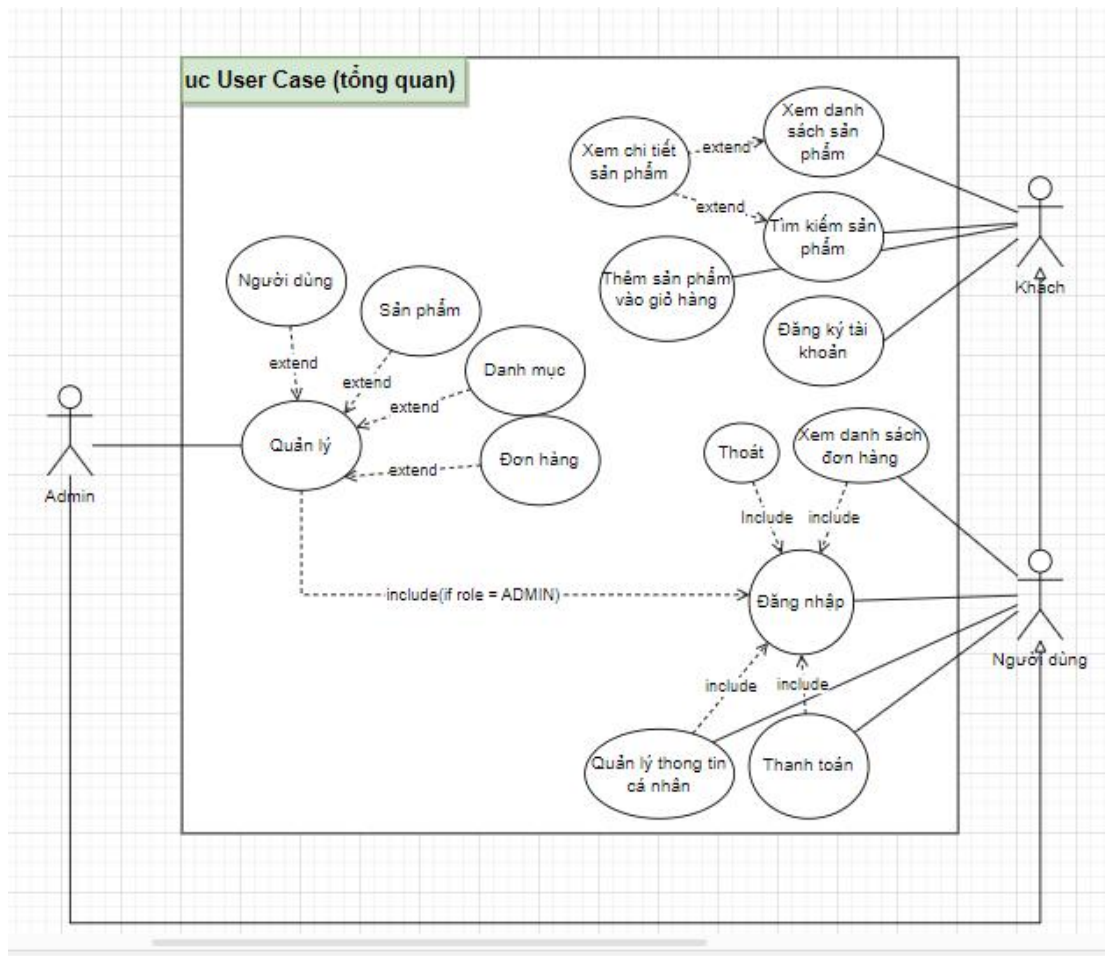 uc User Case (tổng quan)
Xem danh
sách sản
phẩm
Xem chi tiết
sản phẩm
extend
extend
Tìm kiếm sản
phẩm
Khách
Người dùng
Sản phẩm
Thêm sản phẩm
vào giỏ hàng
Đăng ký tài
khoản
extend
extend
Danh mục
extend
Admin
Quản lý
Đơn hàng
extend
Thoát
Xem danh sách
đơn hàng
Include
include
include(if role = ADMIN)
Đăng nhập
Người dùng
include
include
Quản lý thong tin
cá nhân
Thanh toán